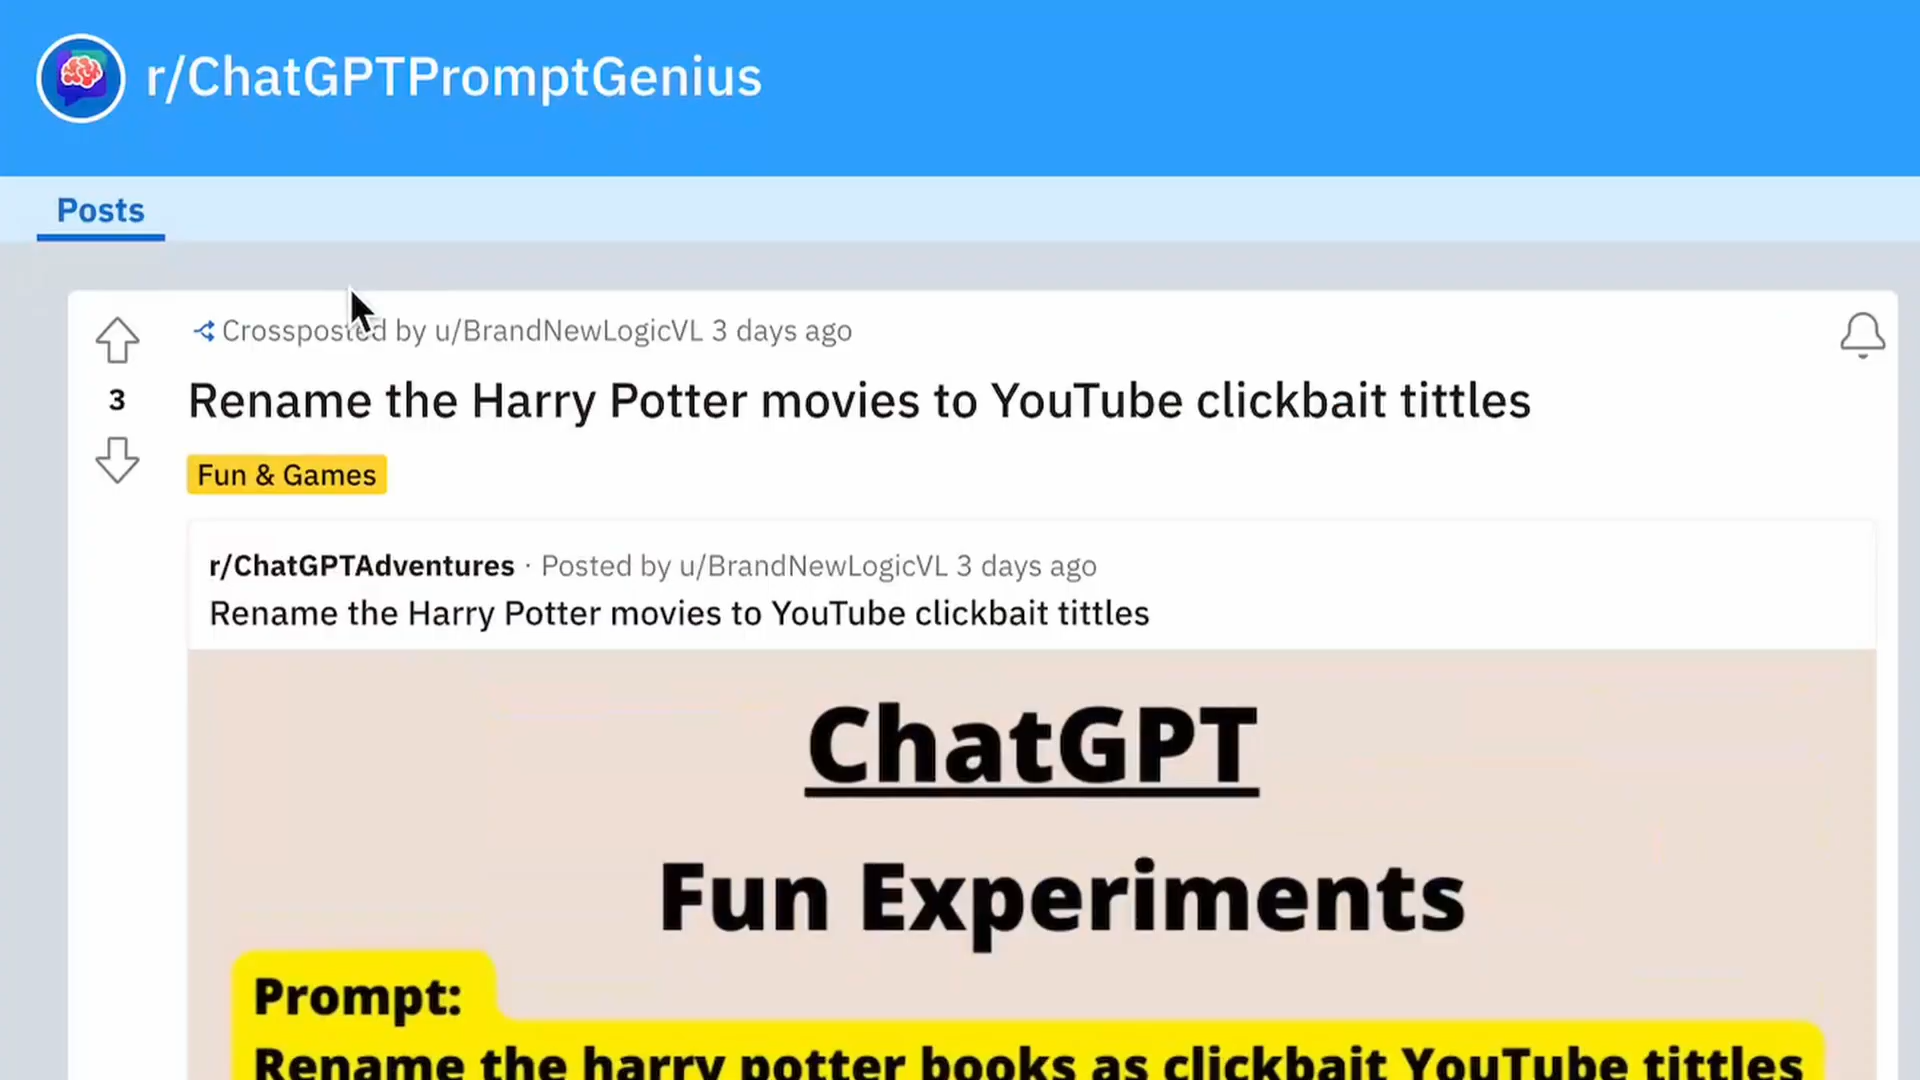 r/ChatGPTPromptGenius
Posts
Crossposted by u/BrandNewLogicVL 3 days ago
3
Rename the Harry Potter movies to YouTube clickbait tittles
Fun & Games
r/ChatGPTAdventures · Posted by u/BrandNewLogicVL 3 days ago
Rename the Harry Potter movies to YouTube clickbait tittles
ChatGPT
Fun Experiments
Prompt:
Rename the harry potter books as clickbait YouTube tittles